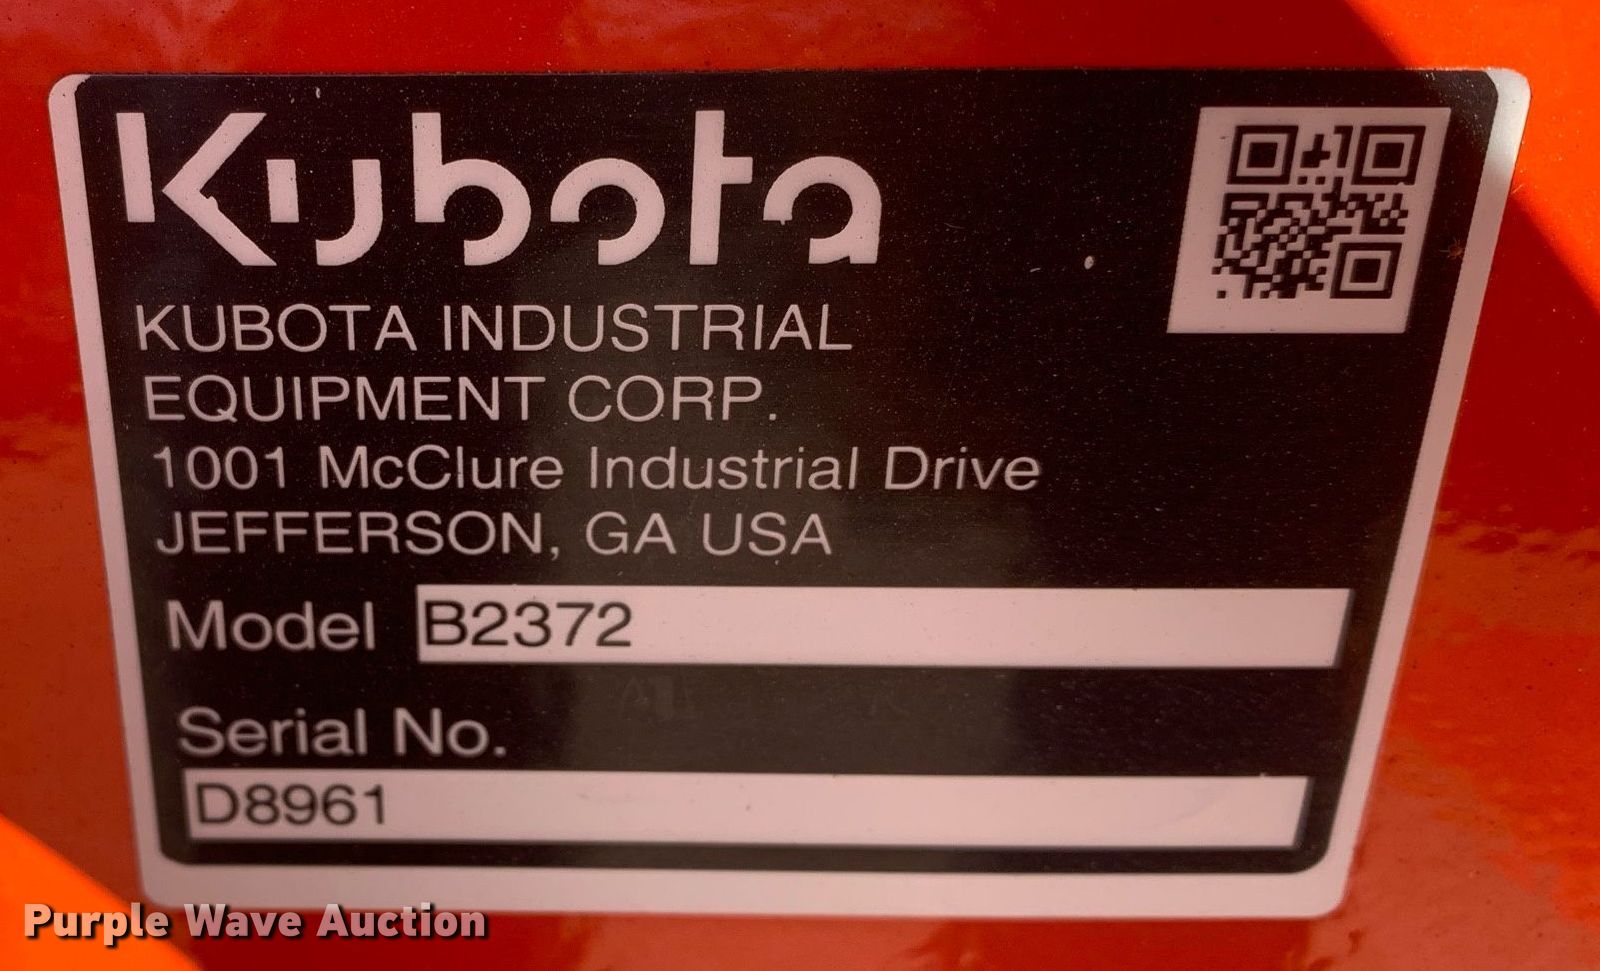 Kubota
KUBOTA INDUSTRIAL
EQUIPMENT CORP.
1001 McClure Industrial Drive
JEFFERSON, GA USA
Model B2372
Serial No.
D8961
Purple Wave Auction